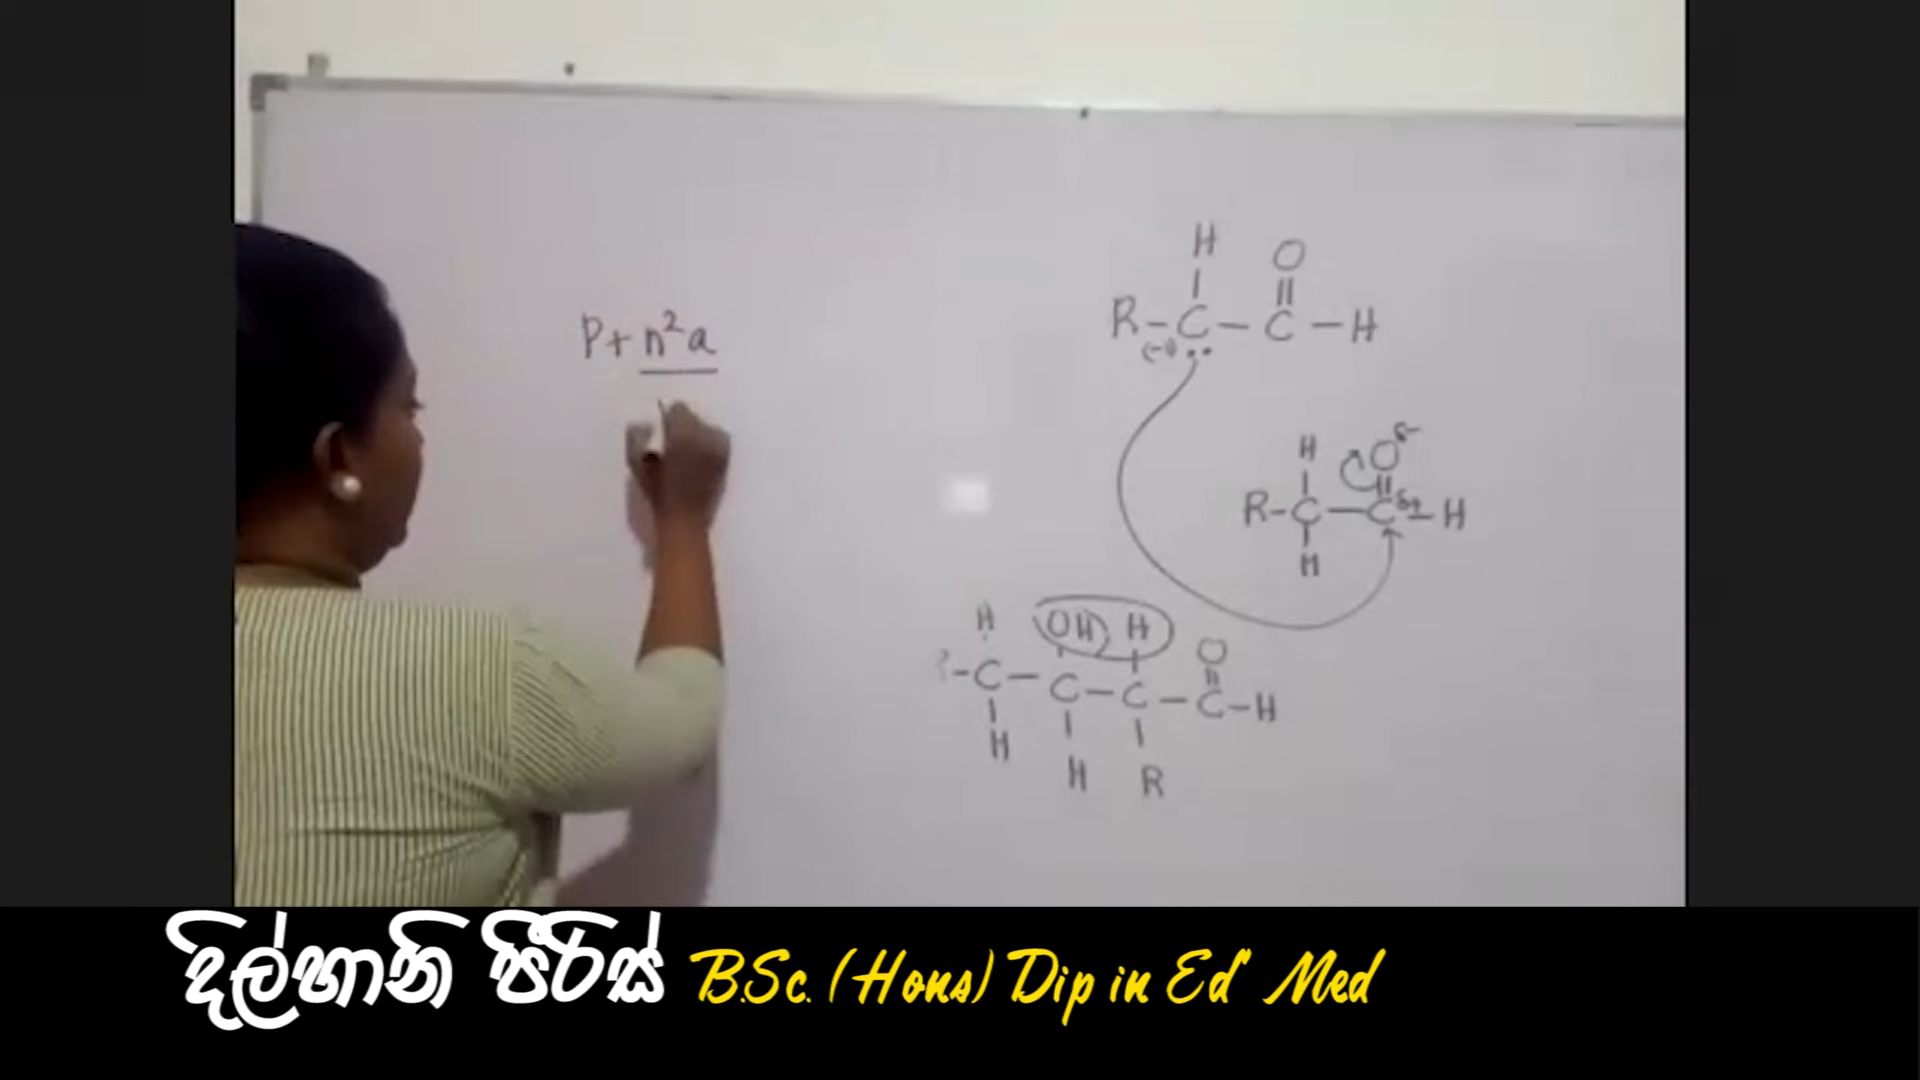 P + n²a
H O
R - C - C - H
(-) ••
H O δ-
R - C - C δ+ - H
H
H OH H O
- C - C - C - C - H
H H R
දිල්හානි පීරිස් B.Sc. (Hons) Dip in Ed Med